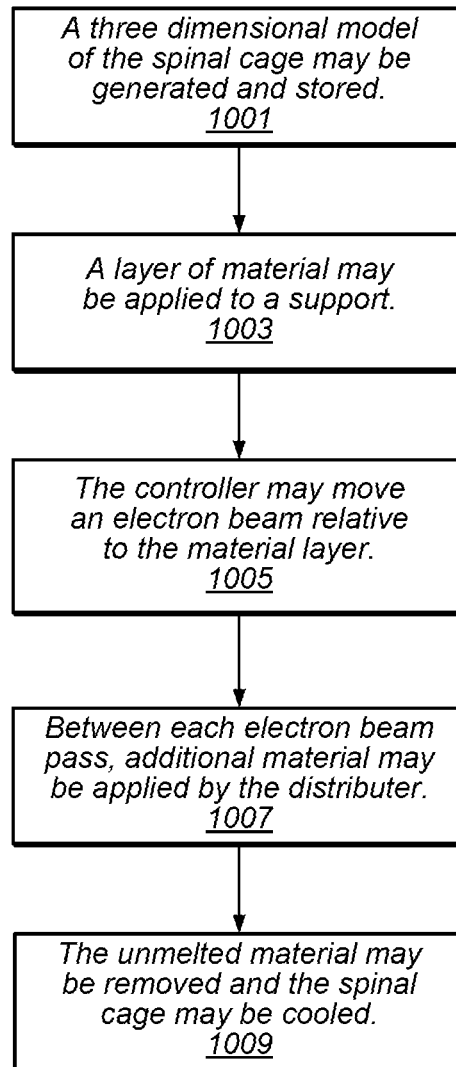 A three dimensional model
of the spinal cage may be
generated and stored.
1001
A layer of material may
be applied to a support.
1003
The controller may move
an electron beam relative
to the material layer.
1005
Between each electron beam
pass, additional material may
be applied by the distributer.
1007
The unmelted material may
be removed and the spinal
cage may be cooled.
1009